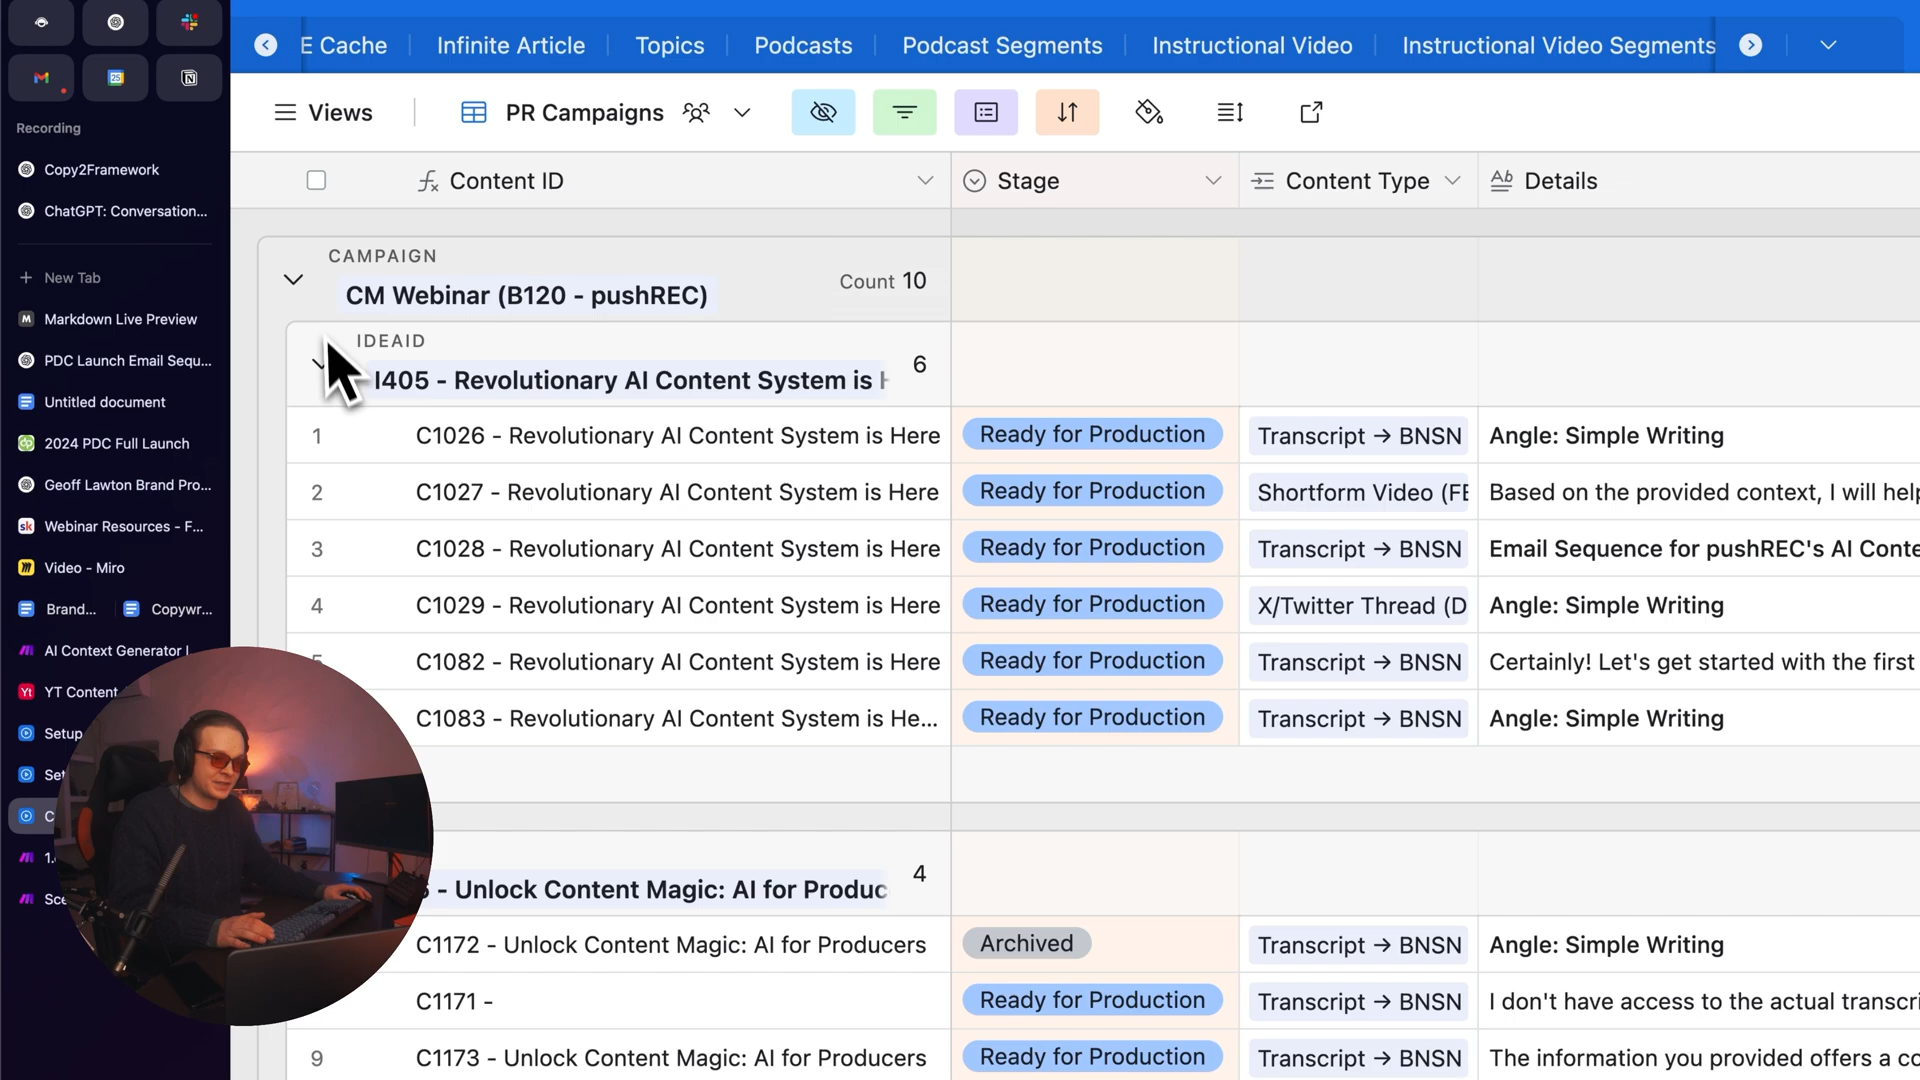 E Cache
Infinite Article
Topics
Podcasts
Podcast Segments
Instructional Video
Instructional Video Segments
Views
PR Campaigns
Recording
Copy2Framework
ChatGPT: Conversation...
New Tab
Markdown Live Preview
PDC Launch Email Sequ...
Untitled document
2024 PDC Full Launch
Geoff Lawton Brand Pro...
Webinar Resources - F...
Video - Miro
Brand...
Copywr...
AI Context Generator
YT Content
Setup
Content ID
Stage
Content Type
Details
CAMPAIGN
CM Webinar (B120 - pushREC)
Count 10
IDEAID
I405 - Revolutionary AI Content System is
6
1 C1026 - Revolutionary AI Content System is Here Ready for Production Transcript → BNSN Angle: Simple Writing
2 C1027 - Revolutionary AI Content System is Here Ready for Production Shortform Video (FE Based on the provided context, I will help
3 C1028 - Revolutionary AI Content System is Here Ready for Production Transcript → BNSN Email Sequence for pushREC's AI Conte
4 C1029 - Revolutionary AI Content System is Here Ready for Production X/Twitter Thread (D Angle: Simple Writing
C1082 - Revolutionary AI Content System is Here Ready for Production Transcript → BNSN Certainly! Let's get started with the first
C1083 - Revolutionary AI Content System is He... Ready for Production Transcript → BNSN Angle: Simple Writing
- Unlock Content Magic: AI for Produc
4
C1172 - Unlock Content Magic: AI for Producers Archived Transcript → BNSN Angle: Simple Writing
C1171 - Ready for Production Transcript → BNSN I don't have access to the actual transcri
9 C1173 - Unlock Content Magic: AI for Producers Ready for Production Transcript → BNSN The information you provided offers a co